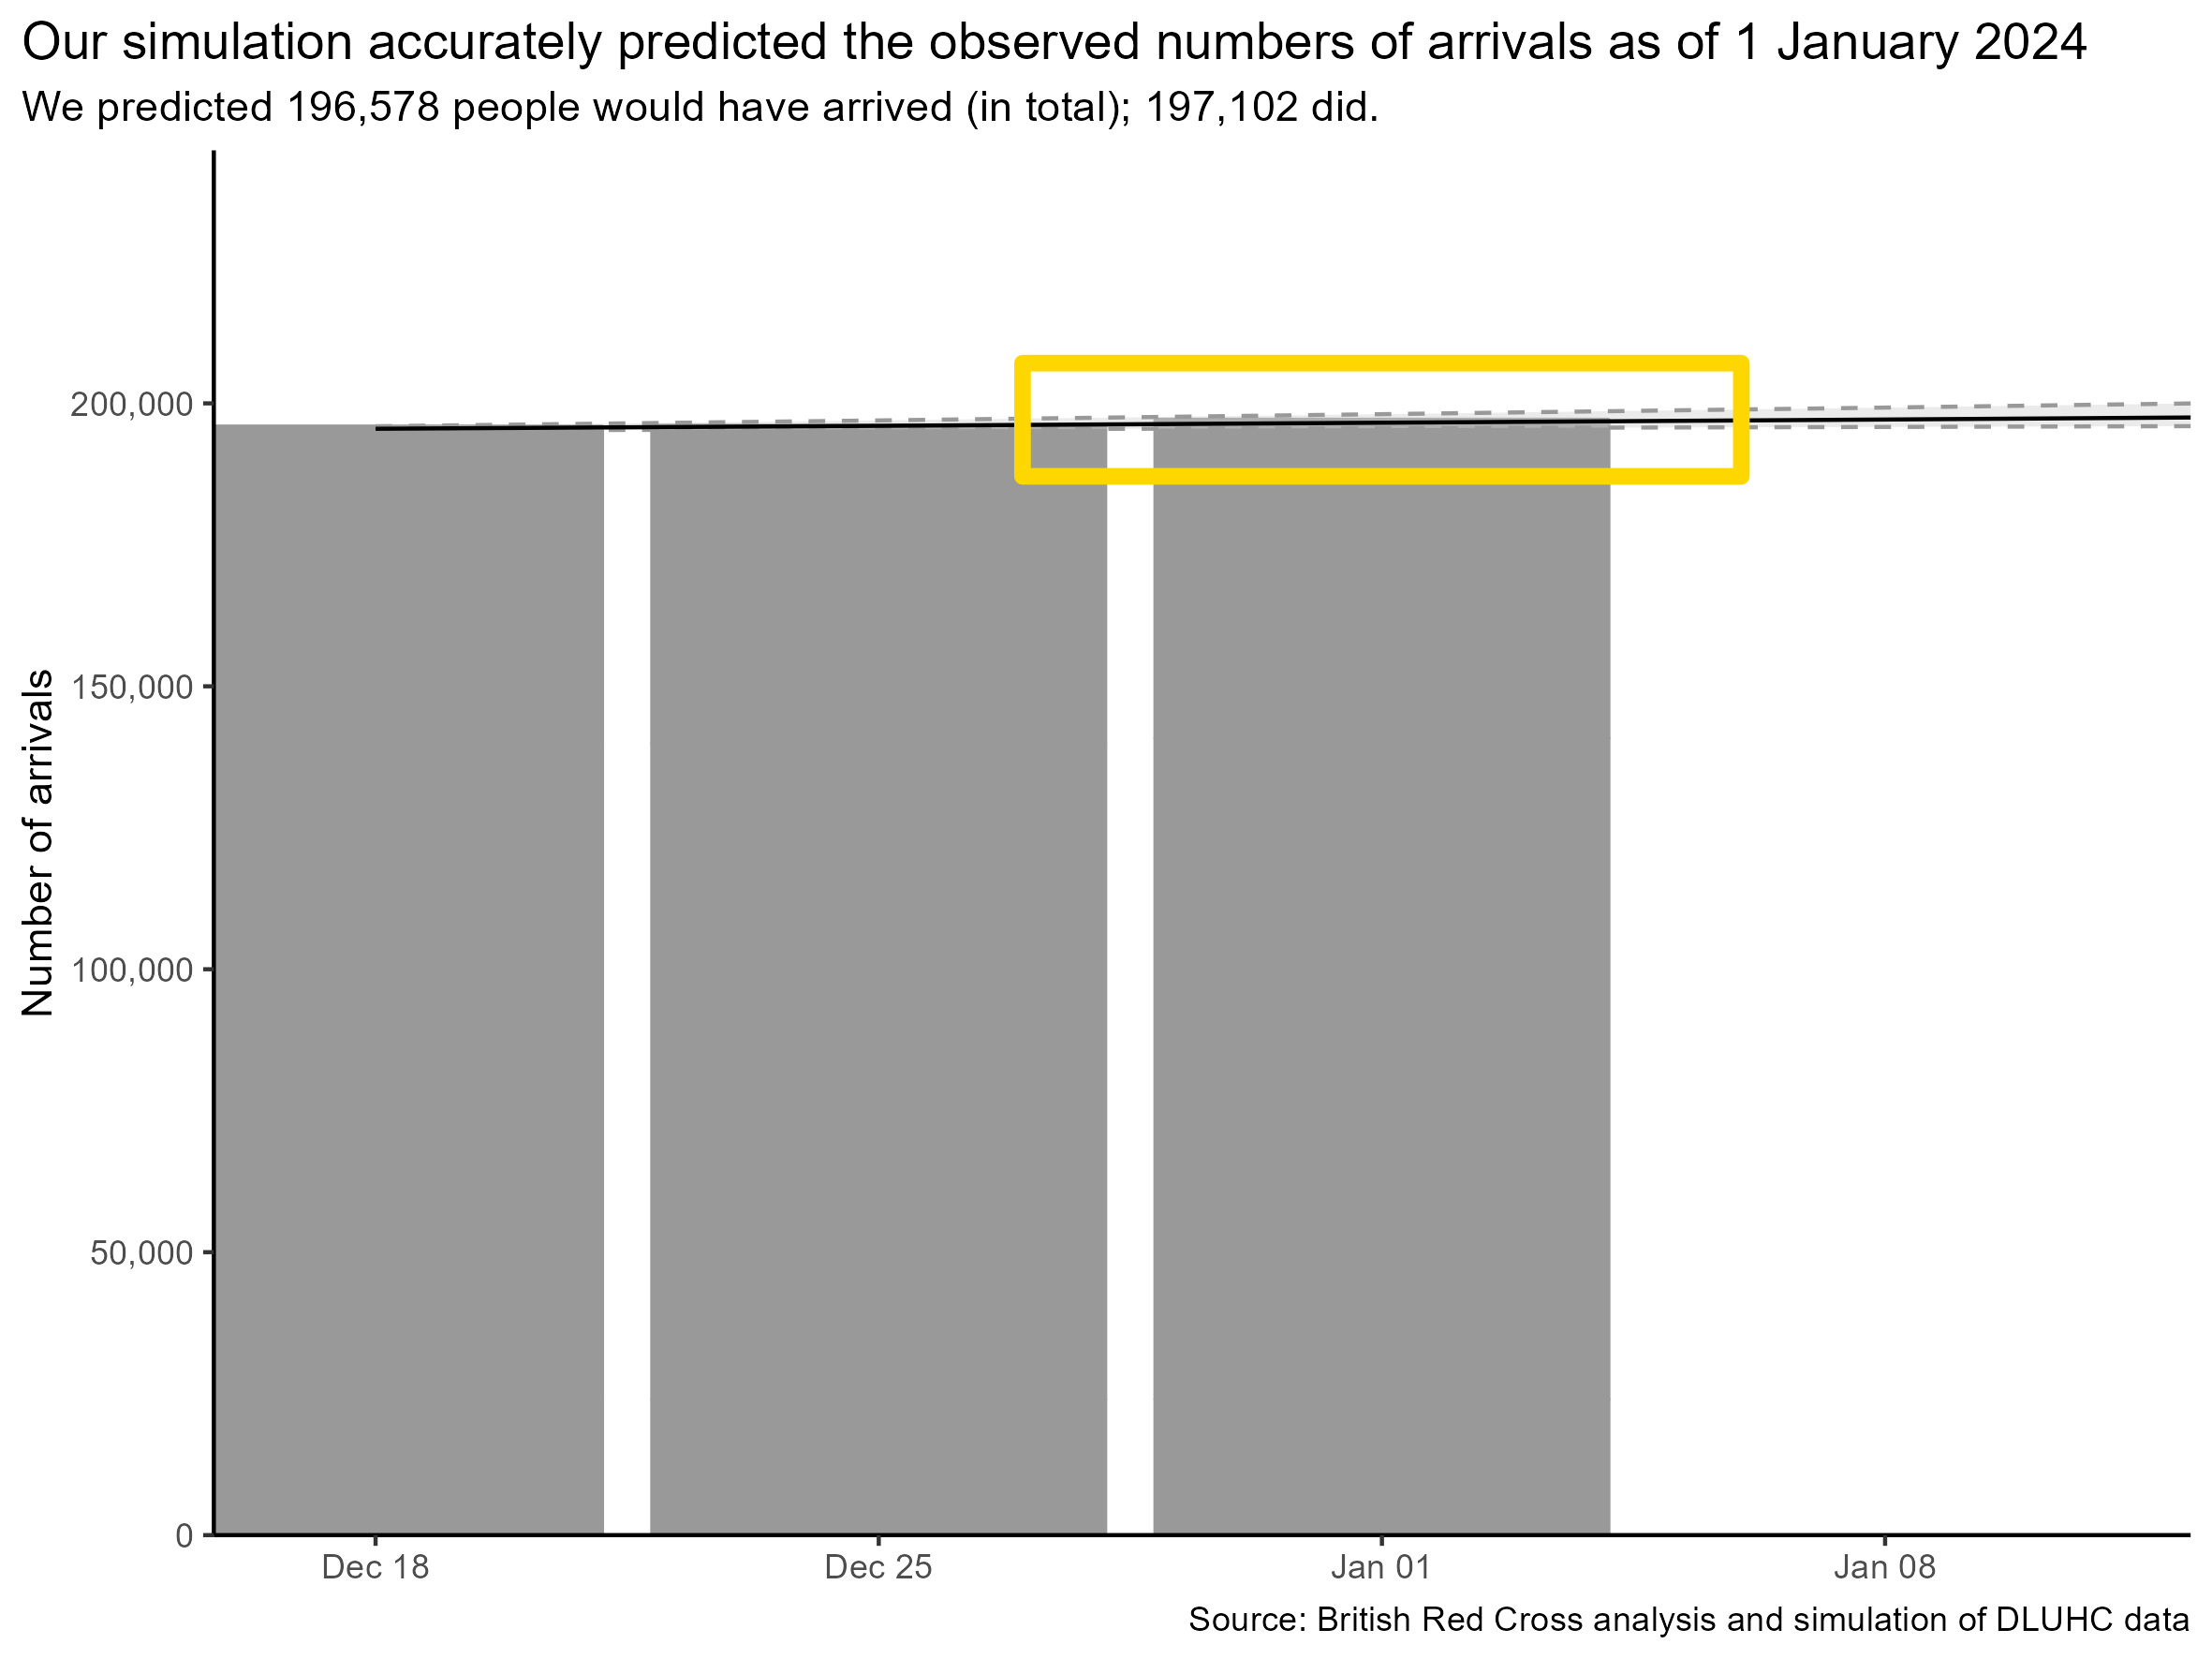 Our simulation accurately predicted the observed numbers of arrivals as of 1 January 2024
We predicted 196,578 people would have arrived (in total); 197,102 did.
Number of arrivals
200,000
150,000
100,000
50,000
0
Dec 18
Dec 25
Jan 01
Jan 08
Source: British Red Cross analysis and simulation of DLUHC data